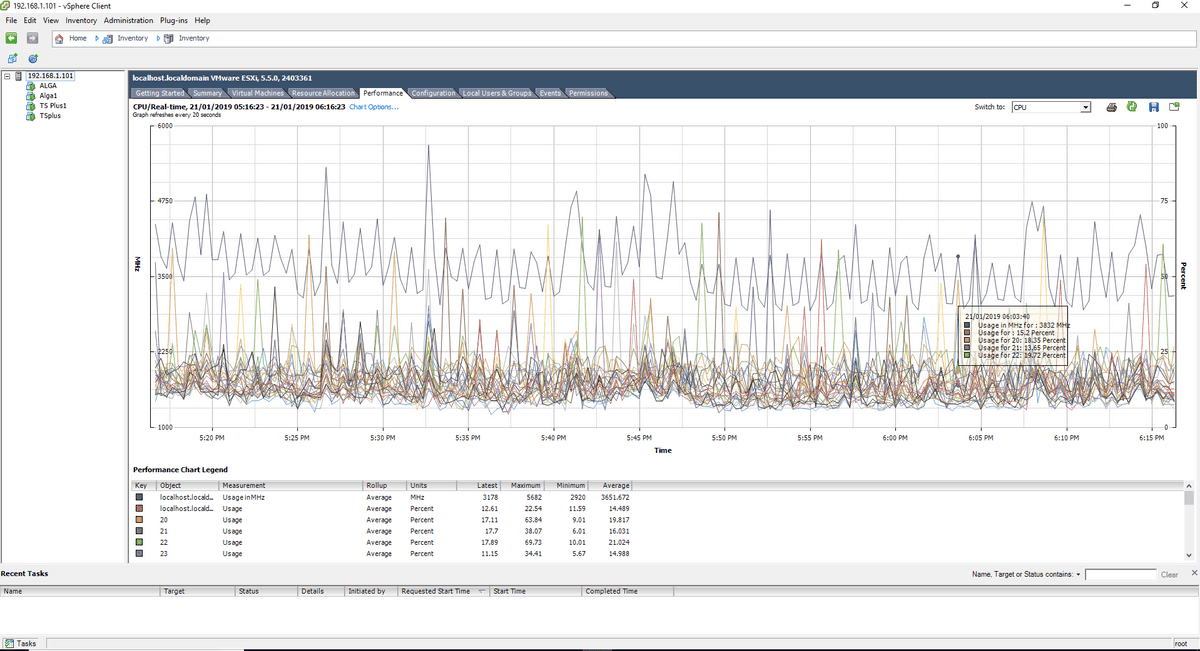 192.168.1.101 - vSphere Client
File Edit View Inventory Administration Plug-ins Help
Home Inventory Inventory
192.168.1.101
ALGA
Alga1
TS Plus1
TSplus
localhost.localdomain VMware ESXi, 5.5.0, 2403361
Getting Started Summary Virtual Machines Resource Allocation Performance Configuration Local Users & Groups Events Permissions
CPU/Real-time, 21/01/2019 05:16:23 - 21/01/2019 06:16:23 Chart Options...
Switch to: CPU
Graph refreshes every 20 seconds
6000 100
4750 75
3500 50
2250 25
1000 0
MHz
Percent
21/01/2019 06:03:40
Usage in MHz for : 3832 MHz
Usage for : 15.2 Percent
Usage for 20: 18,35 Percent
Usage for 21: 13,65 Percent
Usage for 22: 19,72 Percent
5:20 PM 5:25 PM 5:30 PM 5:35 PM 5:40 PM 5:45 PM 5:50 PM 5:55 PM 6:00 PM 6:05 PM 6:10 PM 6:15 PM
Time
Performance Chart Legend
Key Object Measurement Rollup Units Latest Maximum Minimum Average
localhost.locald... Usage in MHz Average MHz 3178 5682 2920 3651.672
localhost.locald... Usage Average Percent 12.61 22.54 11.59 14.489
20 Usage Average Percent 17.11 63.84 9.01 19.817
21 Usage Average Percent 17.7 38.07 6.01 16.031
22 Usage Average Percent 17.89 69,73 10.01 21.024
23 Usage Average Percent 11.15 34.41 5.67 14.988
Recent Tasks
Name, Target or Status contains: Clear
Name Target Status Details Initiated by Requested Start Time Start Time Completed Time
Tasks
root